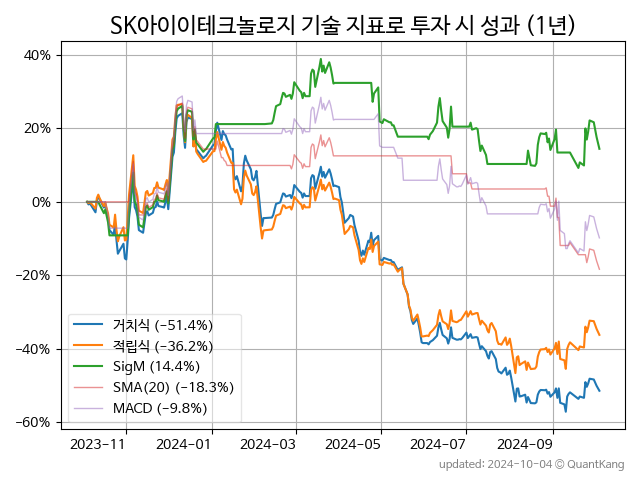 SK아이이테크놀로지 기술 지표로 투자 시 성과 (1년)
40%
20%
0%
−20%
−40%
−60%
거치식 (−51.4%)
적립식 (−36.2%)
SigM (14.4%)
SMA(20) (−18.3%)
MACD (−9.8%)
2023−11 2024−01 2024−03 2024−05 2024−07 2024−09
updated: 2024-10-04 © QuantKang